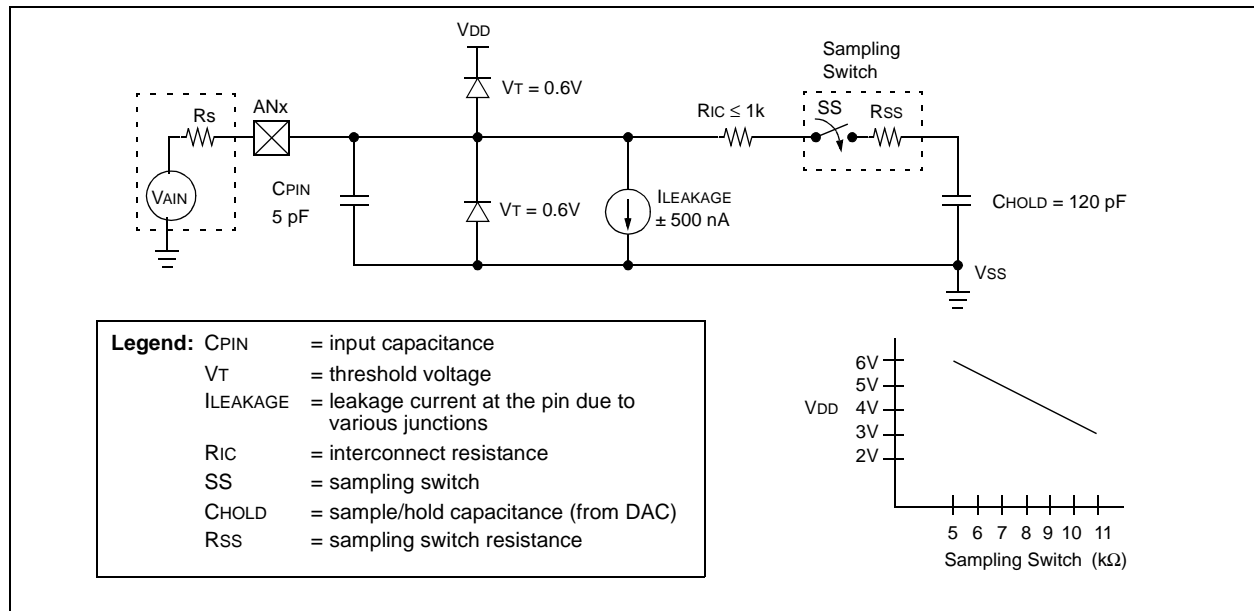 VDD
Sampling
Switch
VT = 0.6V
ANx
RS
RIC ≤ 1k
SS
RSS
VAIN
CPIN
5 pF
VT = 0.6V
ILEAKAGE
± 500 nA
CHOLD = 120 pF
VSS
Legend: CPIN = input capacitance
VT = threshold voltage
ILEAKAGE = leakage current at the pin due to
various junctions
RIC = interconnect resistance
SS = sampling switch
CHOLD = sample/hold capacitance (from DAC)
RSS = sampling switch resistance
6V
5V
VDD 4V
3V
2V
5 6 7 8 9 10 11
Sampling Switch (kΩ)